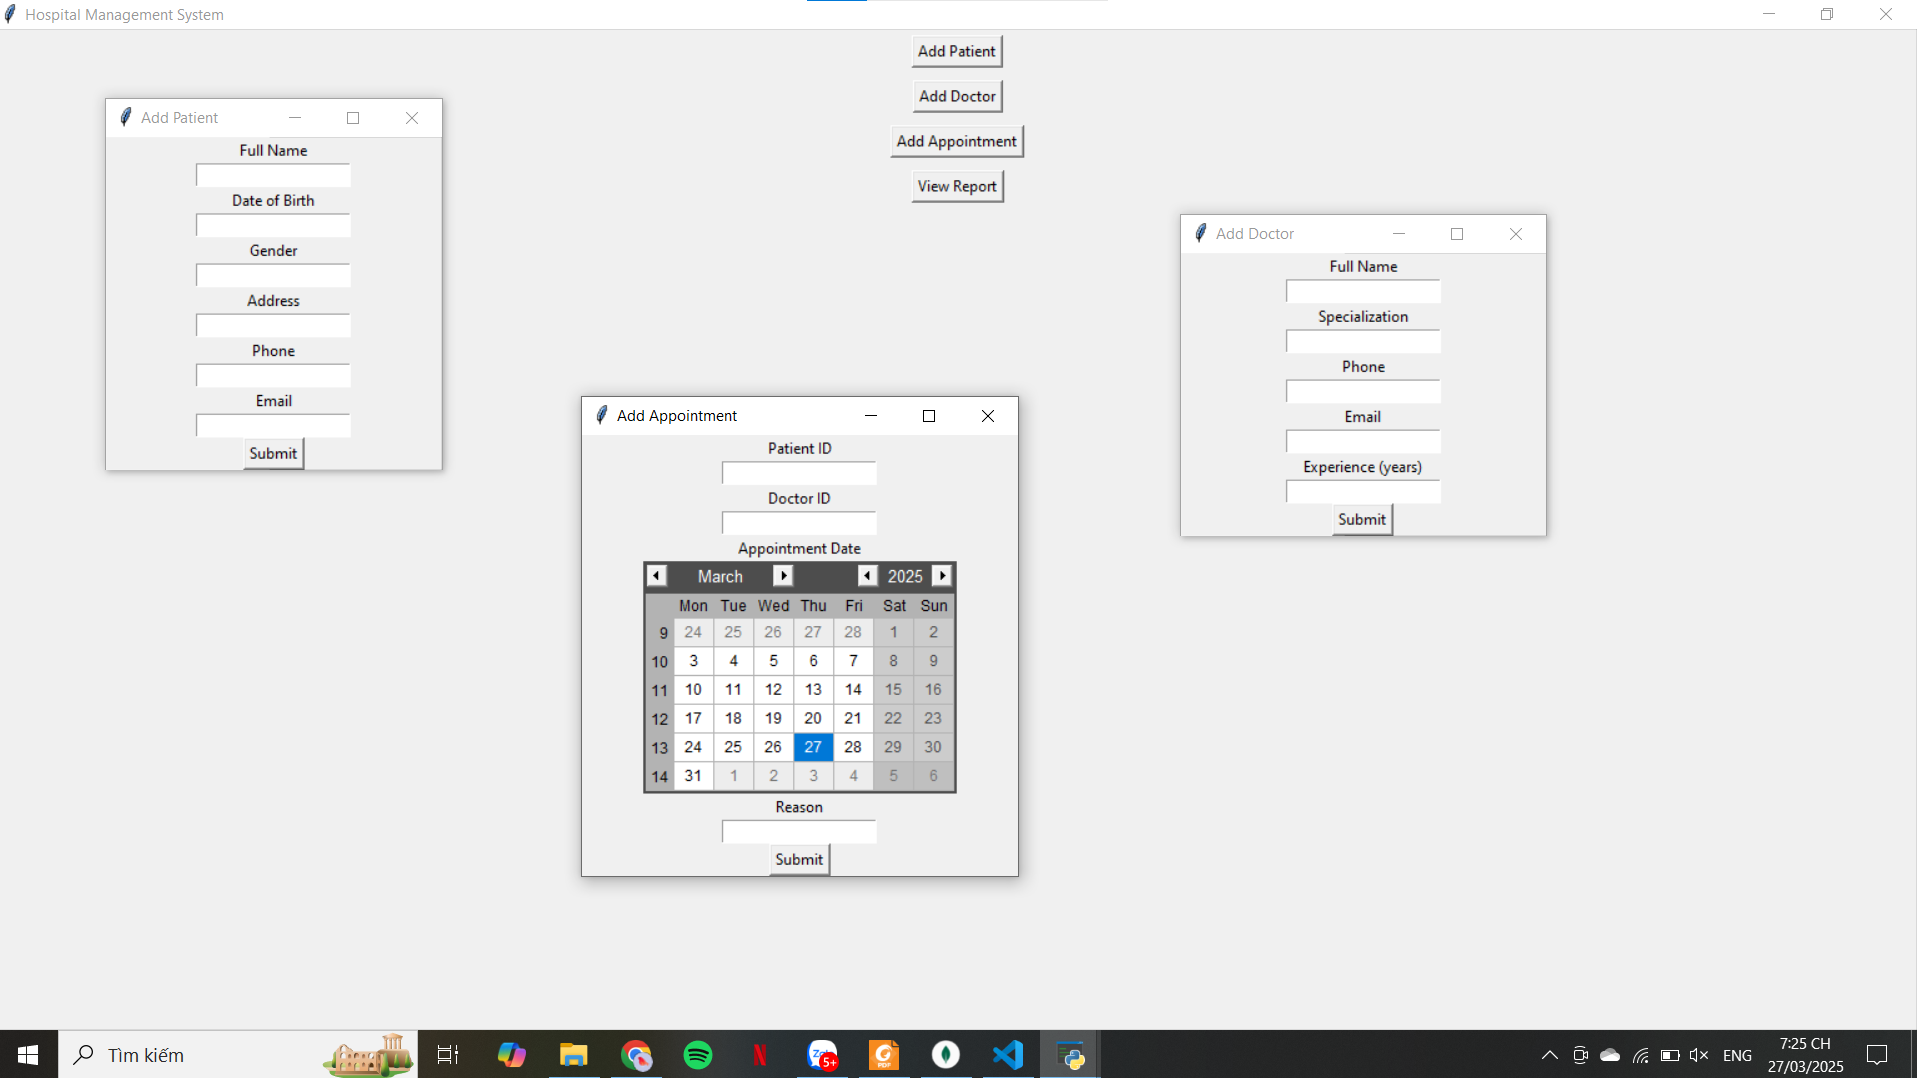 Hospital Management System
Add Patient
Add Doctor
Add Appointment
View Report
Add Patient
Full Name
Date of Birth
Gender
Address
Phone
Email
Submit
Add Doctor
Full Name
Specialization
Phone
Email
Experience (years)
Submit
Add Appointment
Patient ID
Doctor ID
Appointment Date
March 2025
Mon Tue Wed Thu Fri Sat Sun
9 24 25 26 27 28 1 2
10 3 4 5 6 7 8 9
11 10 11 12 13 14 15 16
12 17 18 19 20 21 22 23
13 24 25 26 27 28 29 30
14 31 1 2 3 4 5 6
Reason
Submit
Tìm kiếm
N
5+
PDF
ENG
7:25 CH
27/03/2025